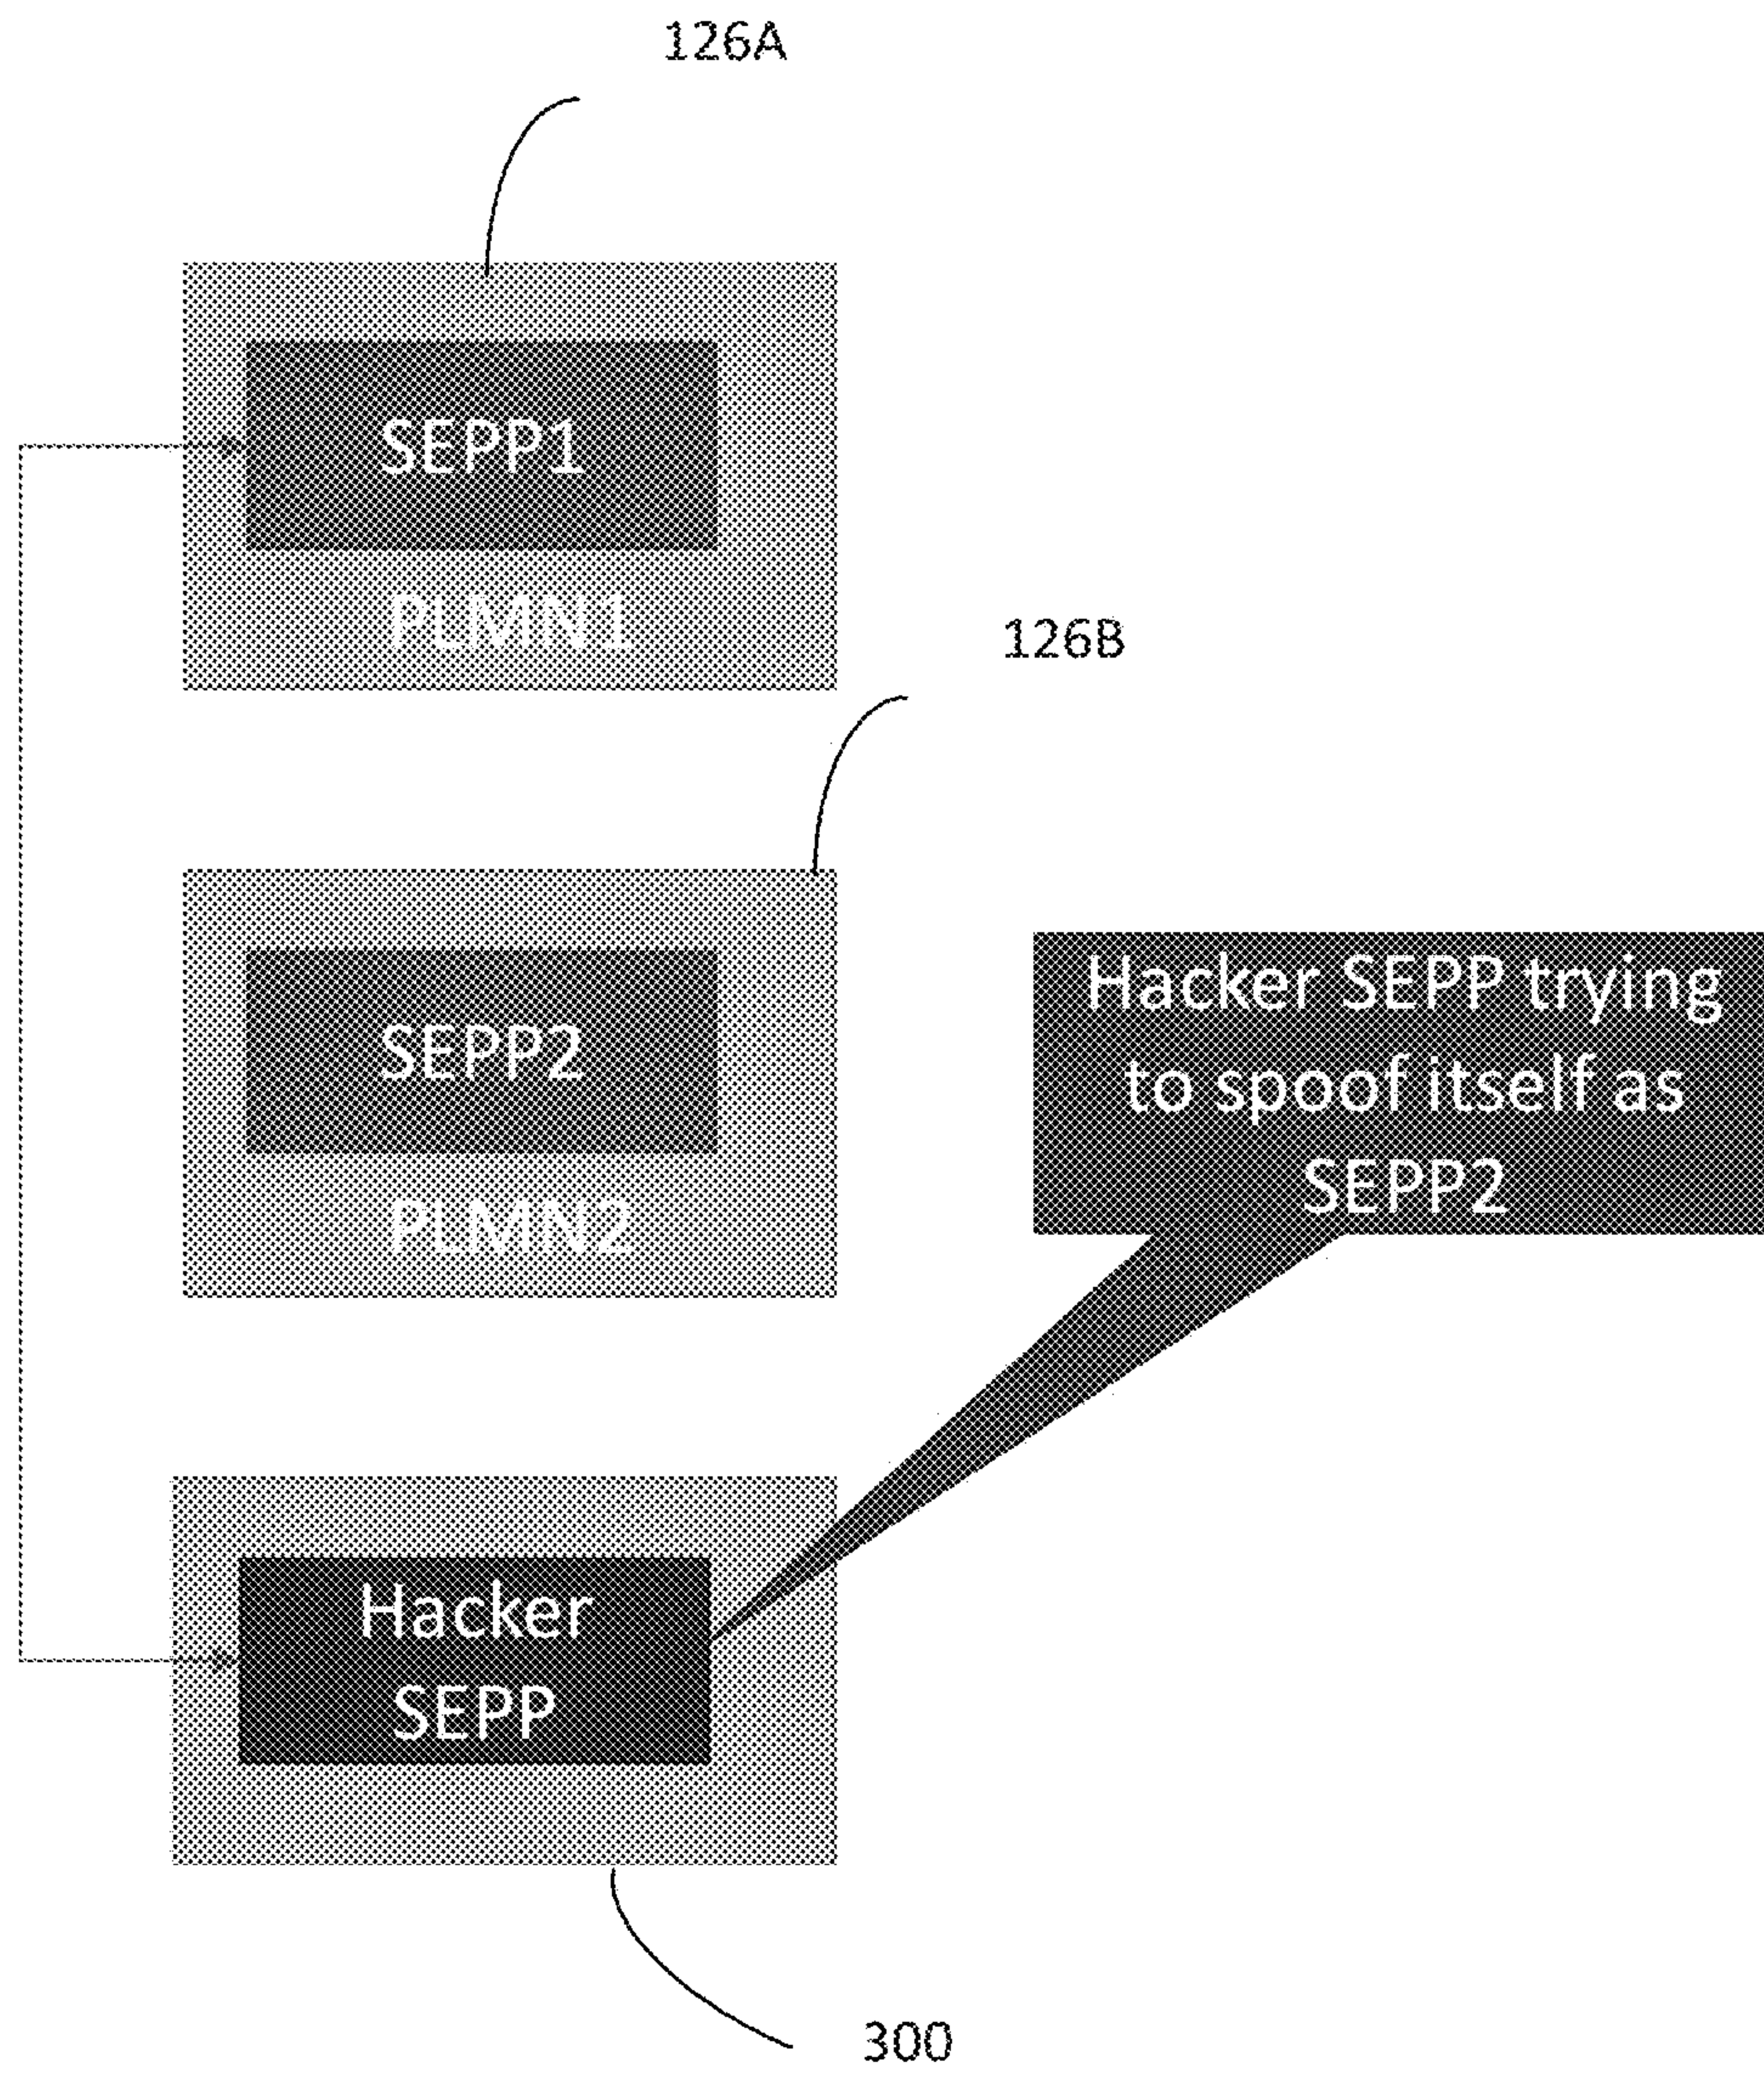 126A
SEPP1
PLMN1
126B
SEPP2
PLMN2
Hacker SEPP trying
to spoof itself as
SEPP2
Hacker
SEPP
300